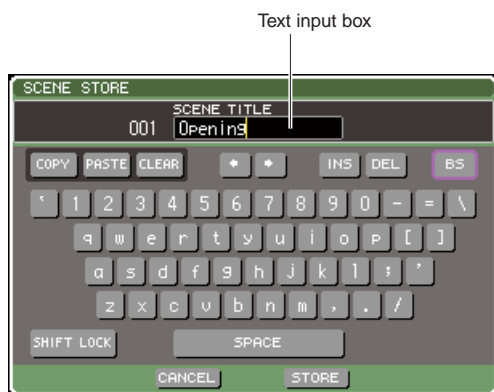 Text input box
SCENE STORE
SCENE TITLE
001 Opening
COPY PASTE CLEAR INS DEL BS
` 1 2 3 4 5 6 7 8 9 0 - = \
q w e r t y u i o p [ ]
a s d f g h j k l ; '
z x c v b n m , . /
SHIFT LOCK SPACE
CANCEL STORE